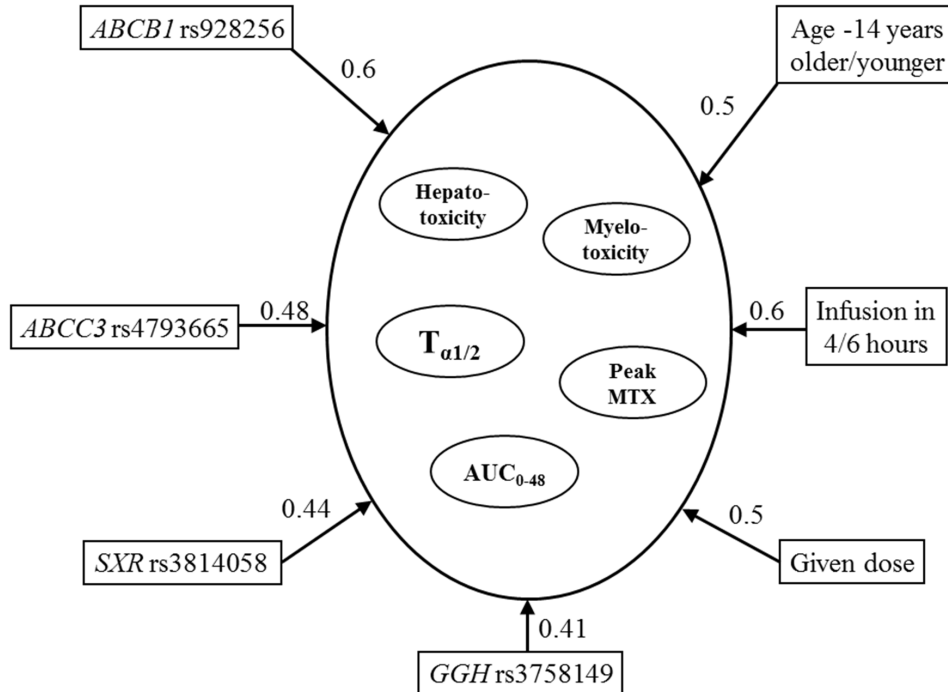 ABCB1 rs928256
Age -14 years
older/younger
0.6
0.5
Hepato-
toxicity
Myelo-
toxicity
ABCC3 rs4793665
0.48
0.6
Infusion in
4/6 hours
Tα1/2
Peak
MTX
AUC0-48
0.44
0.5
SXR rs3814058
Given dose
0.41
GGH rs3758149